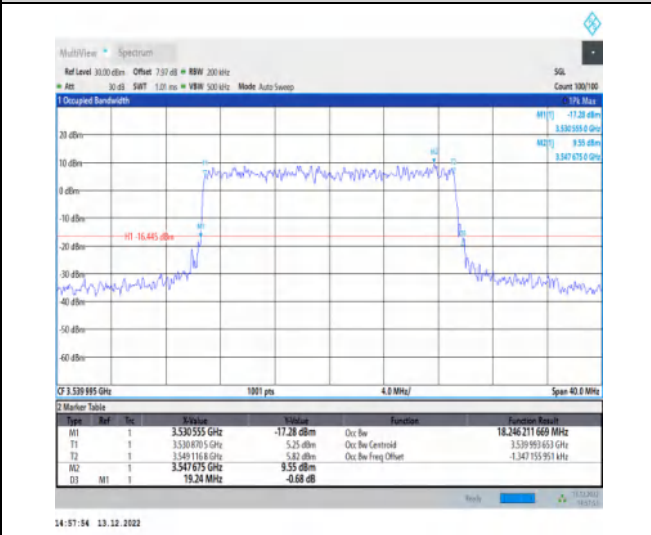 MultiView Spectrum
Ref Level 30.00 dBm Offset 7.97 dB RBW 200 kHz SGL
Att 30 dB SWT 1.01 ms VBW 500 kHz Mode Auto Sweep Count 100/100
1 Occupied Bandwidth 1Pk Max
M1[1] -17.28 dBm
3.530 555 0 GHz
M2[1] 9.55 dBm
3.547 675 0 GHz
20 dBm
M2
10 dBm
T1
0 dBm
-10 dBm
M1
H1 -16.445 dBm
-20 dBm
-30 dBm
-40 dBm
-50 dBm
-60 dBm
CF 3.539 995 GHz 1001 pts 4.0 MHz/ Span 40.0 MHz
2 Marker Table
Type Ref Trc X-Value Y-Value Function Function Result
M1 1 3.530 555 GHz -17.28 dBm Occ Bw 18.246 211 669 MHz
T1 1 3.530 870 5 GHz 5.25 dBm Occ Bw Centroid 3.539 993 653 GHz
T2 1 3.549 116 8 GHz 5.82 dBm Occ Bw Freq Offset -1.347 155 951 kHz
M2 1 3.547 675 GHz 9.55 dBm
D3 M1 1 19.24 MHz -0.68 dB
Ready 13.12.2022
14:57:54 13.12.2022